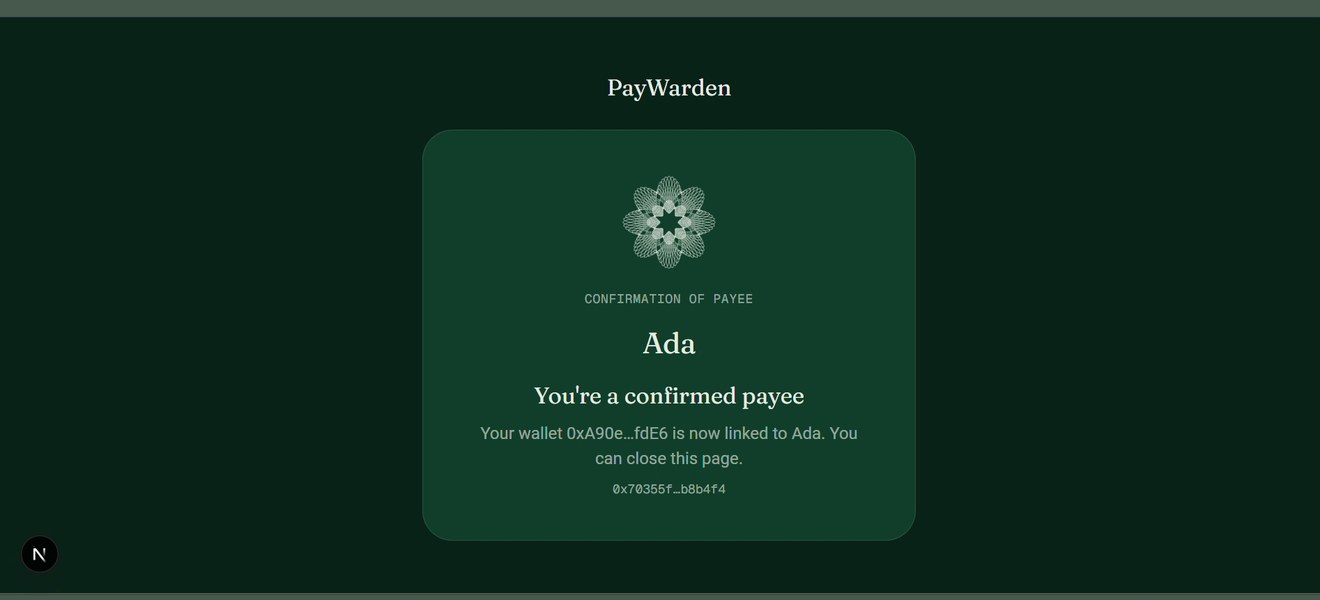 PayWarden
CONFIRMATION OF PAYEE
Ada
You're a confirmed payee
Your wallet 0xA90e…fdE6 is now linked to Ada. You
can close this page.
0x70355f…b8b4f4
N